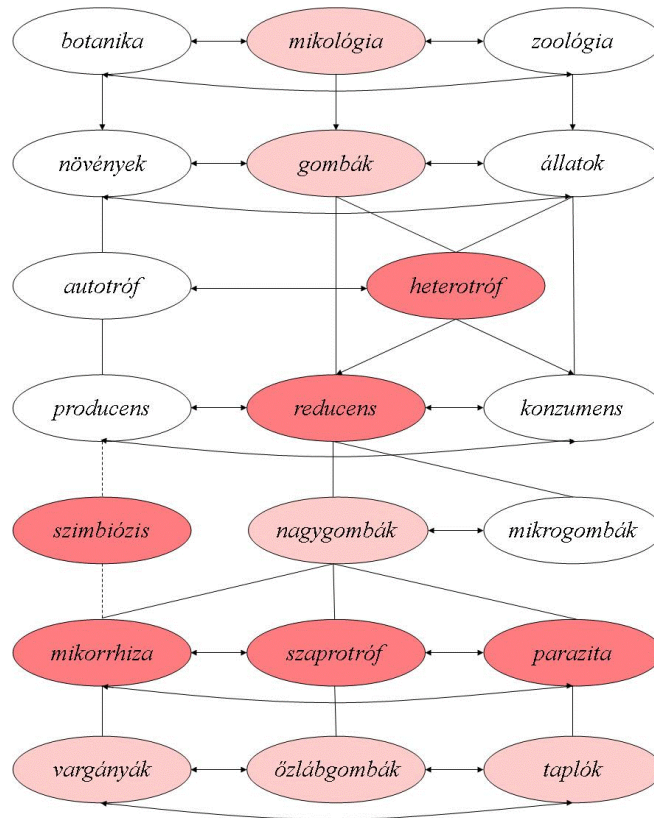 botanika
mikológia
zoológia
növények
gombák
állatok
autotróf
heterotróf
producens
reducens
konzumens
szimbiózis
nagygombák
mikrogombák
mikorrhiza
szaprotróf
parazita
vargányák
őzlábgombák
taplók